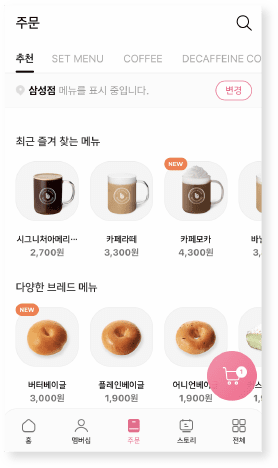 주문
추천 SET MENU COFFEE DECAFFEINE CO
삼성점 메뉴를 표시 중입니다. 변경
최근 즐겨 찾는 메뉴
NEW
시그니처아메리… 카페라떼 카페모카 바닐
2,700원 3,300원 4,300원 3
다양한 브레드 메뉴
NEW
버터베이글 플레인베이글 어니언베이글
3,000원 1,900원 1,900원
1
홈 멤버십 주문 스토리 전체